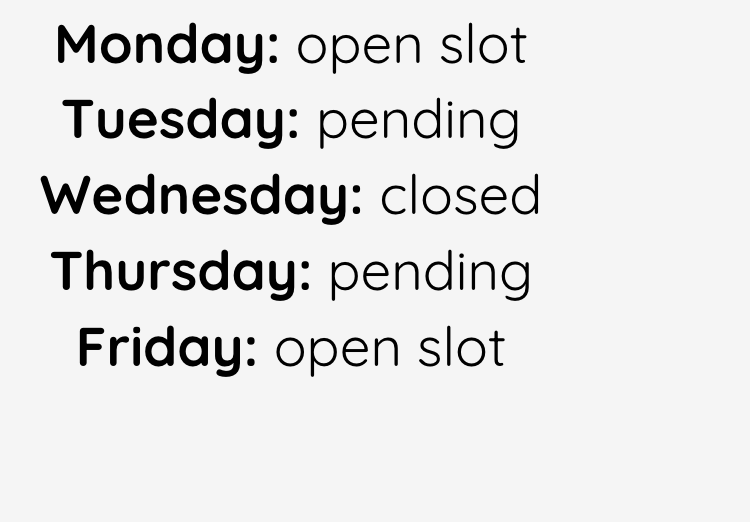 Monday: open slot
Tuesday: pending
Wednesday: closed
Thursday: pending
Friday: open slot